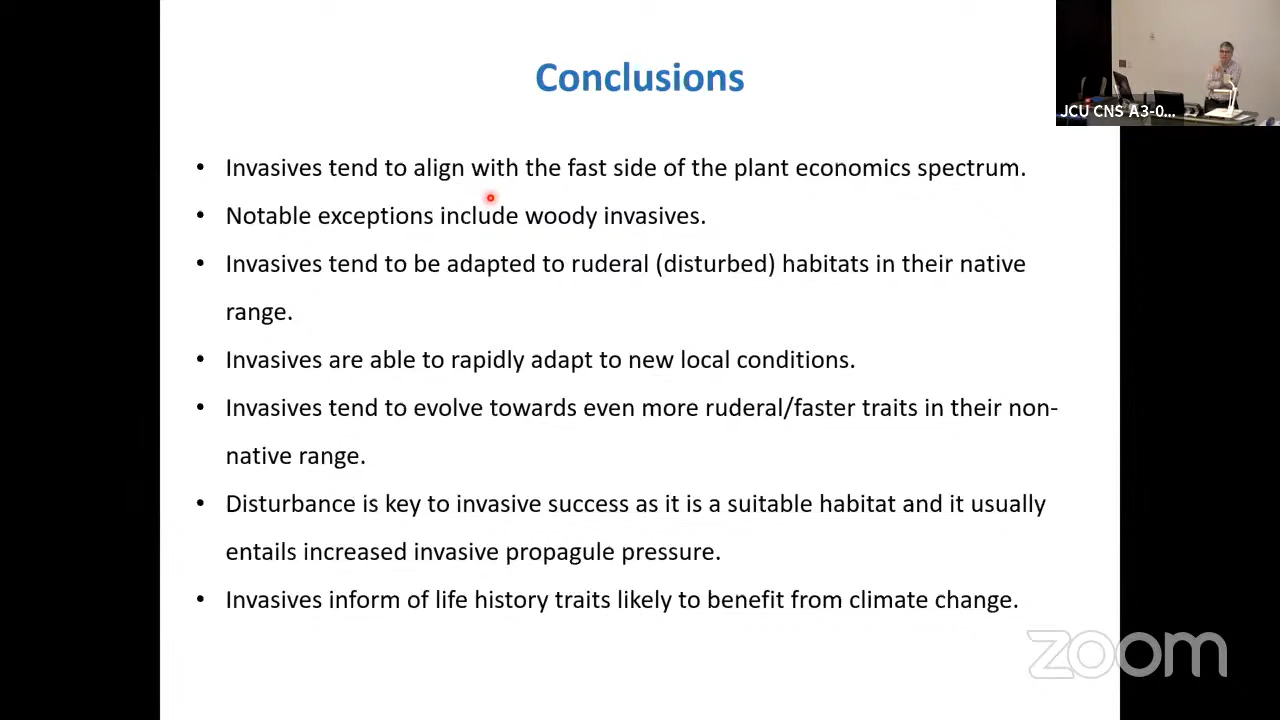 Conclusions
JCU CNS A3-0...
• Invasives tend to align with the fast side of the plant economics spectrum.
• Notable exceptions include woody invasives.
• Invasives tend to be adapted to ruderal (disturbed) habitats in their native
range.
• Invasives are able to rapidly adapt to new local conditions.
• Invasives tend to evolve towards even more ruderal/faster traits in their non-
native range.
• Disturbance is key to invasive success as it is a suitable habitat and it usually
entails increased invasive propagule pressure.
• Invasives inform of life history traits likely to benefit from climate change.
zoom